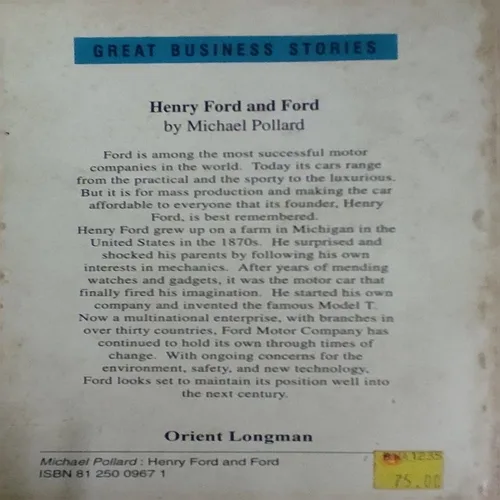 GREAT BUSINESS STORIES
Henry Ford and Ford
by Michael Pollard
Ford is among the most successful motor
companies in the world. Today its cars range
from the practical and the sporty to the luxurious.
But it is for mass production and making the car
affordable to everyone that its founder, Henry
Ford, is best remembered.
Henry Ford grew up on a farm in Michigan in the
United States in the 1870s. He surprised and
shocked his parents by following his own
interests in mechanics. After years of mending
watches and gadgets, it was the motor car that
finally fired his imagination. He started his own
company and invented the famous Model T.
Now a multinational enterprise, with branches in
over thirty countries, Ford Motor Company has
continued to hold its own through times of
change. With ongoing concerns for the
environment, safety, and new technology,
Ford looks set to maintain its position well into
the next century.
Orient Longman
Michael Pollard : Henry Ford and Ford
ISBN 81 250 0967 1
1235
75.00